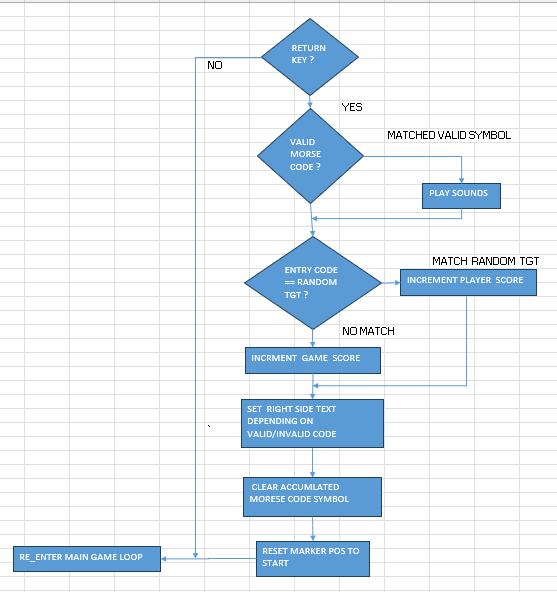 RETURN
KEY ?
NO
YES
MATCHED VALID SYMBOL
VALID
MORSE
CODE ?
PLAY SOUNDS
MATCH RANDOM TGT
ENTRY CODE
== RANDOM
TGT ?
INCREMENT PLAYER SCORE
NO MATCH
INCRMENT GAME SCORE
SET RIGHT SIDE TEXT
DEPENDING ON
VALID/INVALID CODE
`
CLEAR ACCUMLATED
MORESE CODE SYMBOL
RESET MARKER POS TO
START
RE_ENTER MAIN GAME LOOP